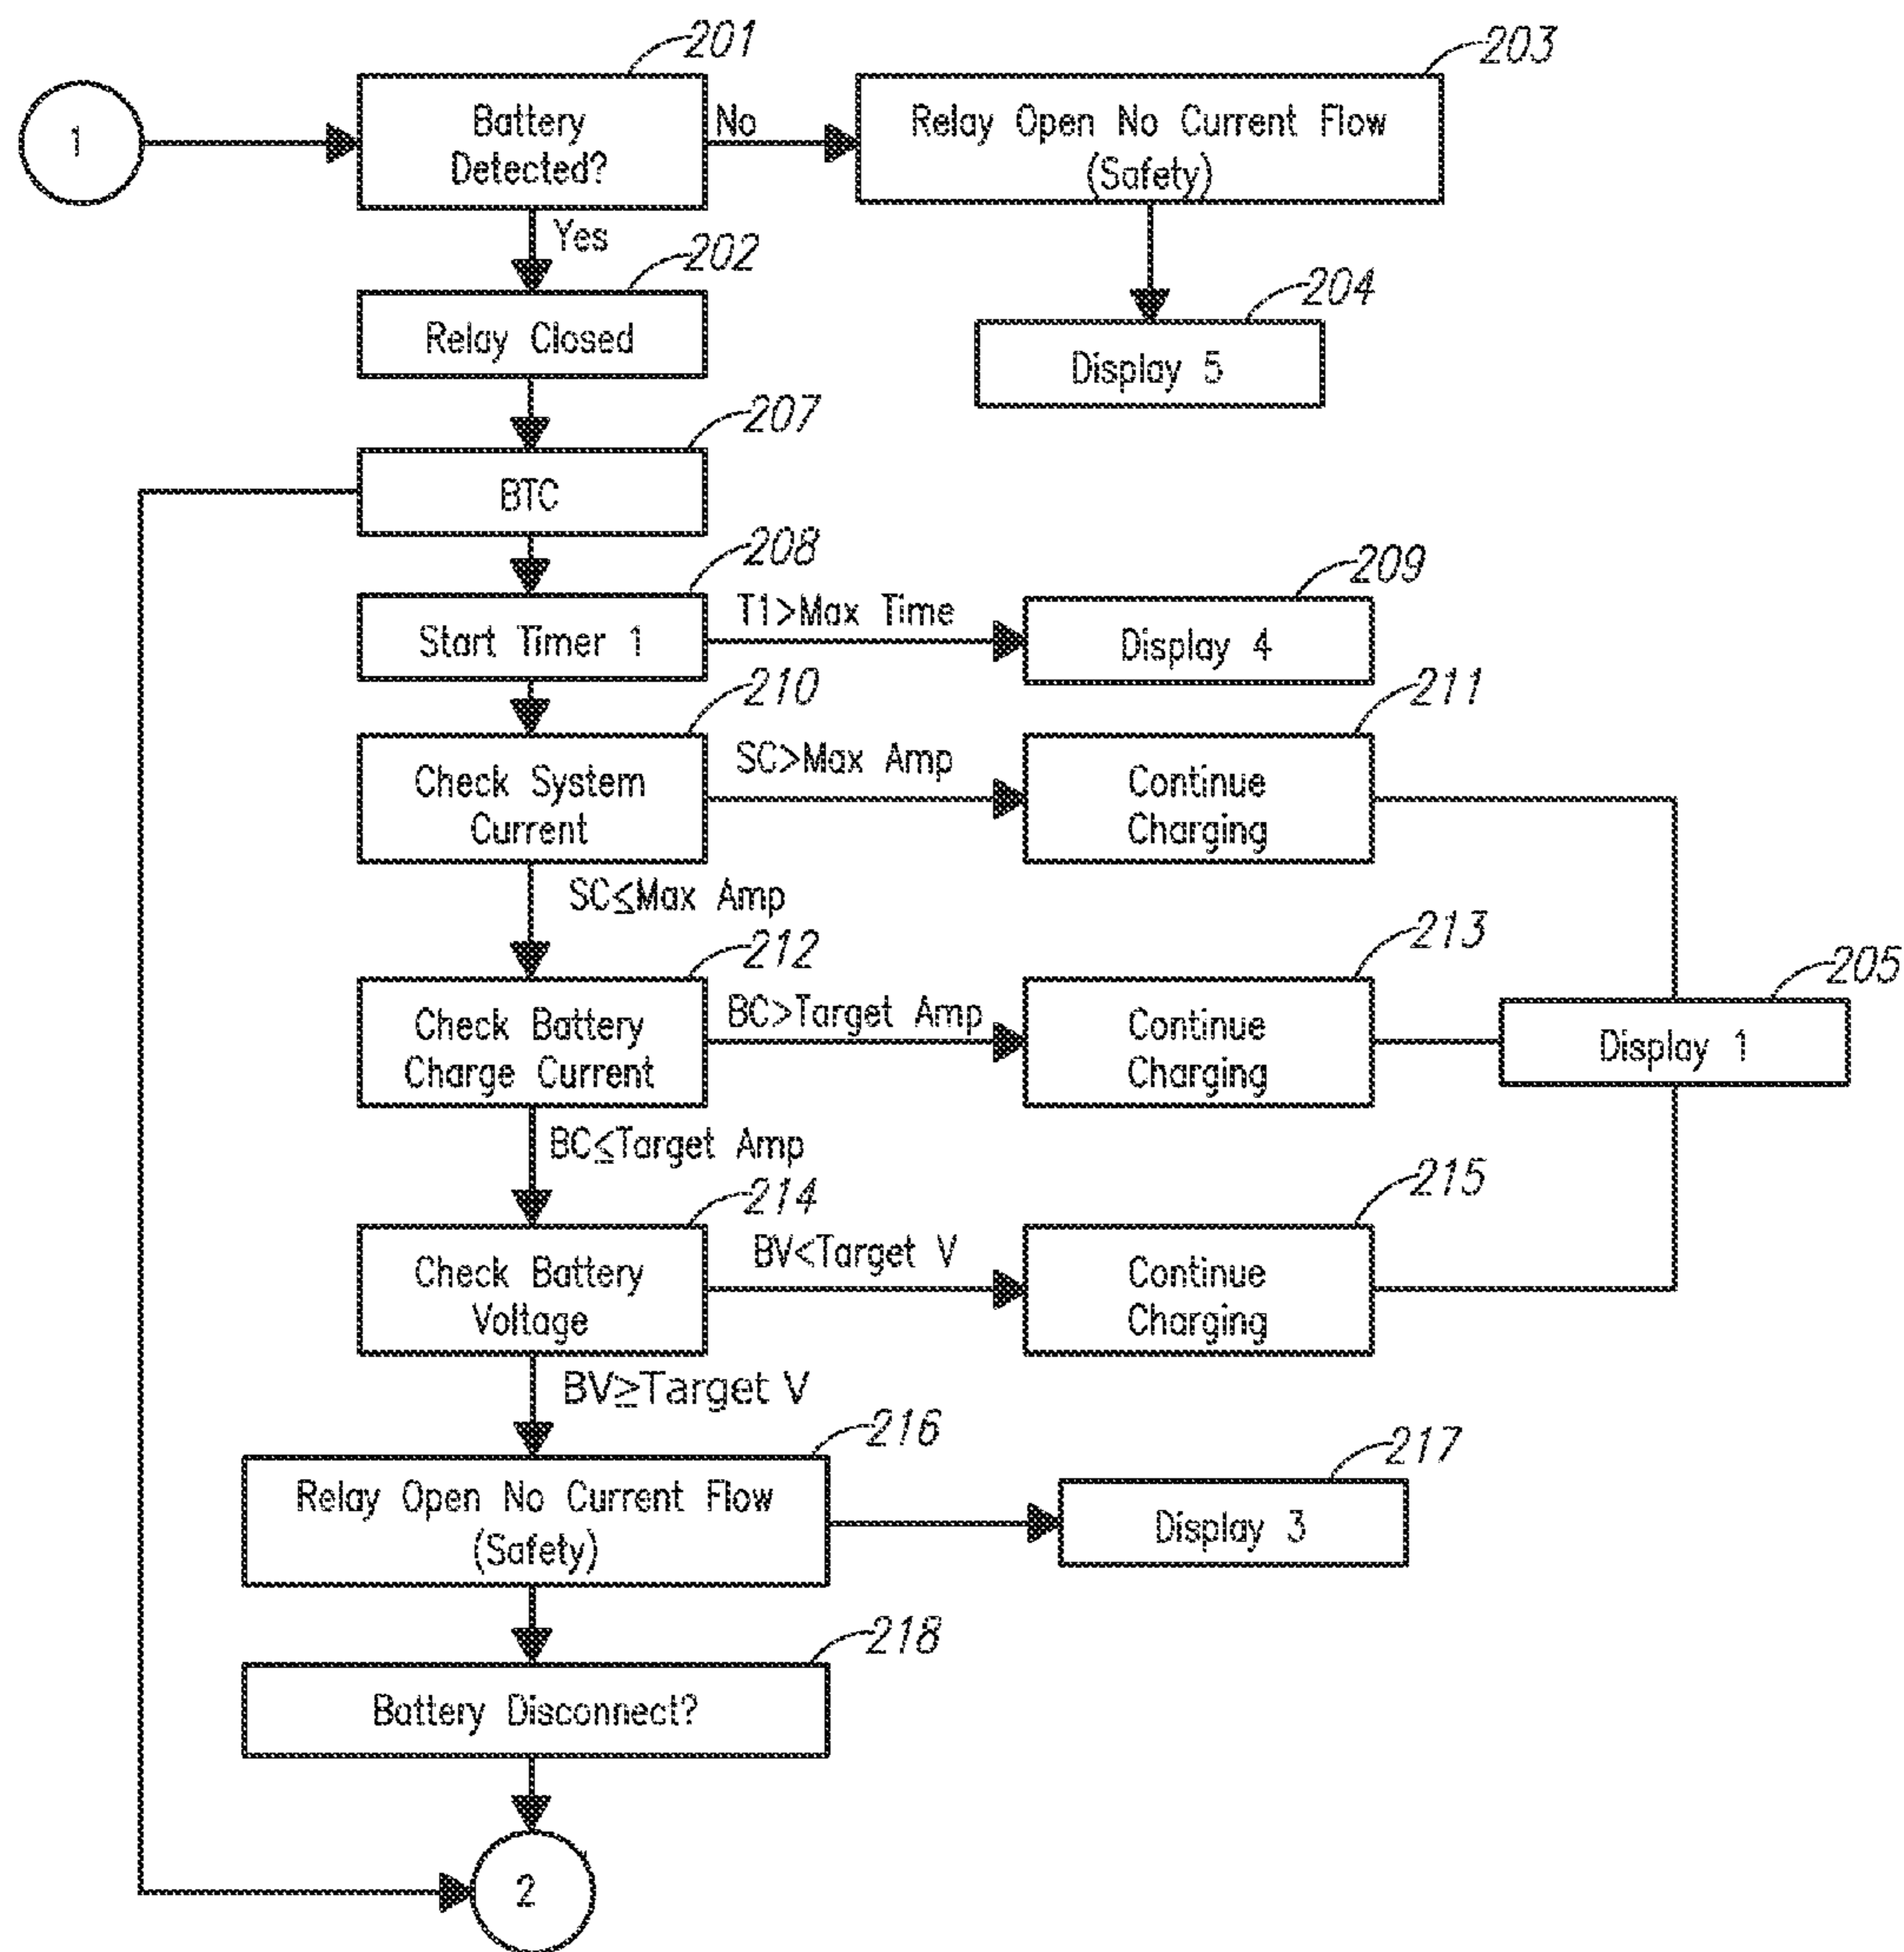 201
203
1
Battery
Detected?
No
Relay Open No Current Flow
(Safety)
Yes
202
204
Relay Closed
Display 5
207
BTC
208
209
T1>Max Time
Start Timer 1
Display 4
210
211
SC>Max Amp
Check System
Current
Continue
Charging
SC≤Max Amp
212
213
205
BC>Target Amp
Check Battery
Charge Current
Continue
Charging
Display 1
BC≤Target Amp
214
215
BV<Target V
Check Battery
Voltage
Continue
Charging
BV≥Target V
216
217
Relay Open No Current Flow
(Safety)
Display 3
218
Battery Disconnect?
2